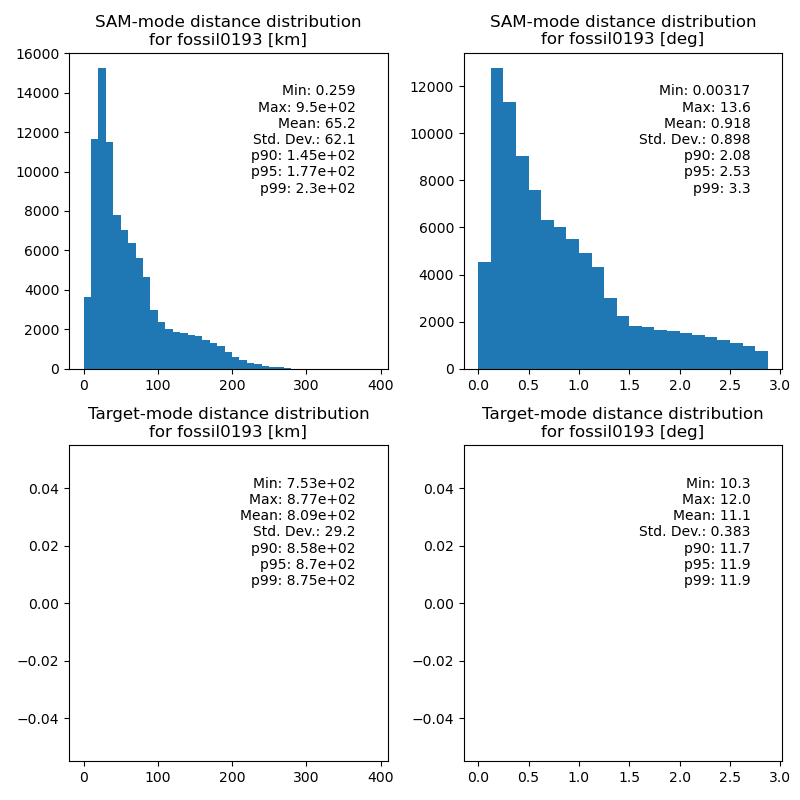 SAM-mode distance distribution
for fossil0193 [km]
16000
14000
12000
10000
8000
6000
4000
2000
0
0 100 200 300 400
Min: 0.259
Max: 9.5e+02
Mean: 65.2
Std. Dev.: 62.1
p90: 1.45e+02
p95: 1.77e+02
p99: 2.3e+02
SAM-mode distance distribution
for fossil0193 [deg]
12000
10000
8000
6000
4000
2000
0
0.0 0.5 1.0 1.5 2.0 2.5 3.0
Min: 0.00317
Max: 13.6
Mean: 0.918
Std. Dev.: 0.898
p90: 2.08
p95: 2.53
p99: 3.3
Target-mode distance distribution
for fossil0193 [km]
0.04
0.02
0.00
−0.02
−0.04
0 100 200 300 400
Min: 7.53e+02
Max: 8.77e+02
Mean: 8.09e+02
Std. Dev.: 29.2
p90: 8.58e+02
p95: 8.7e+02
p99: 8.75e+02
Target-mode distance distribution
for fossil0193 [deg]
0.04
0.02
0.00
−0.02
−0.04
0.0 0.5 1.0 1.5 2.0 2.5 3.0
Min: 10.3
Max: 12.0
Mean: 11.1
Std. Dev.: 0.383
p90: 11.7
p95: 11.9
p99: 11.9